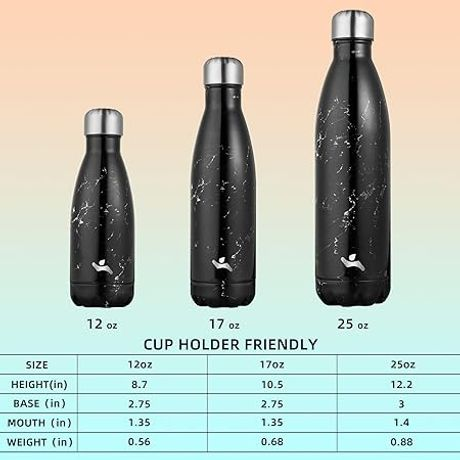 12 oz 17 oz 25 oz
CUP HOLDER FRIENDLY
SIZE 12oz 17oz 25oz
HEIGHT(in) 8.7 10.5 12.2
BASE (in) 2.75 2.75 3
MOUTH (in) 1.35 1.35 1.4
WEIGHT (in) 0.56 0.68 0.88